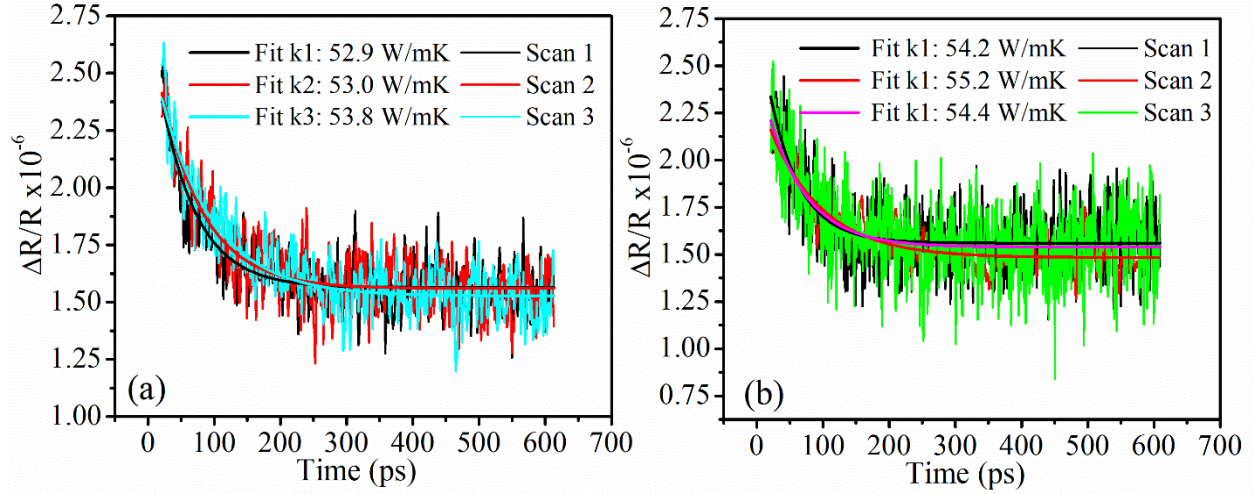 2.75
2.50
2.25
2.00
1.75
1.50
1.25
1.00
ΔR/R x10⁻⁶
Fit k1: 52.9 W/mK Scan 1
Fit k2: 53.0 W/mK Scan 2
Fit k3: 53.8 W/mK Scan 3
(a)
0 100 200 300 400 500 600 700
Time (ps)
2.75
2.50
2.25
2.00
1.75
1.50
1.25
1.00
0.75
ΔR/R x10⁻⁶
Fit k1: 54.2 W/mK Scan 1
Fit k1: 55.2 W/mK Scan 2
Fit k1: 54.4 W/mK Scan 3
(b)
0 100 200 300 400 500 600 700
Time (ps)